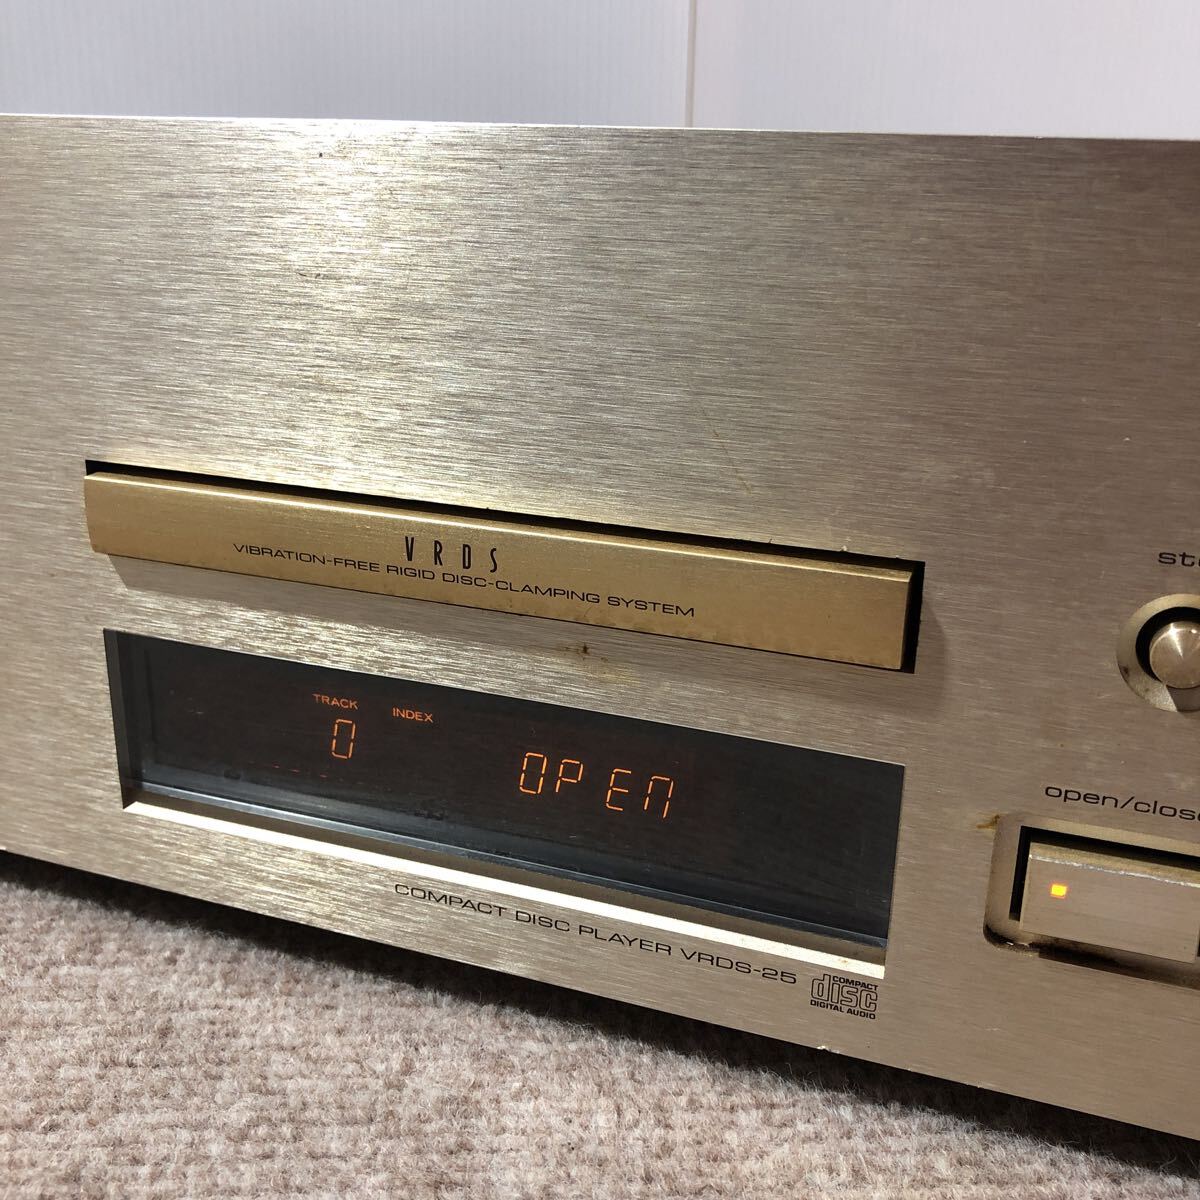 VRDS
VIBRATION-FREE RIGID DISC-CLAMPING SYSTEM
TRACK INDEX
0 OPEN
COMPACT DISC PLAYER VRDS-25
COMPACT
disc
DIGITAL AUDIO
open/close